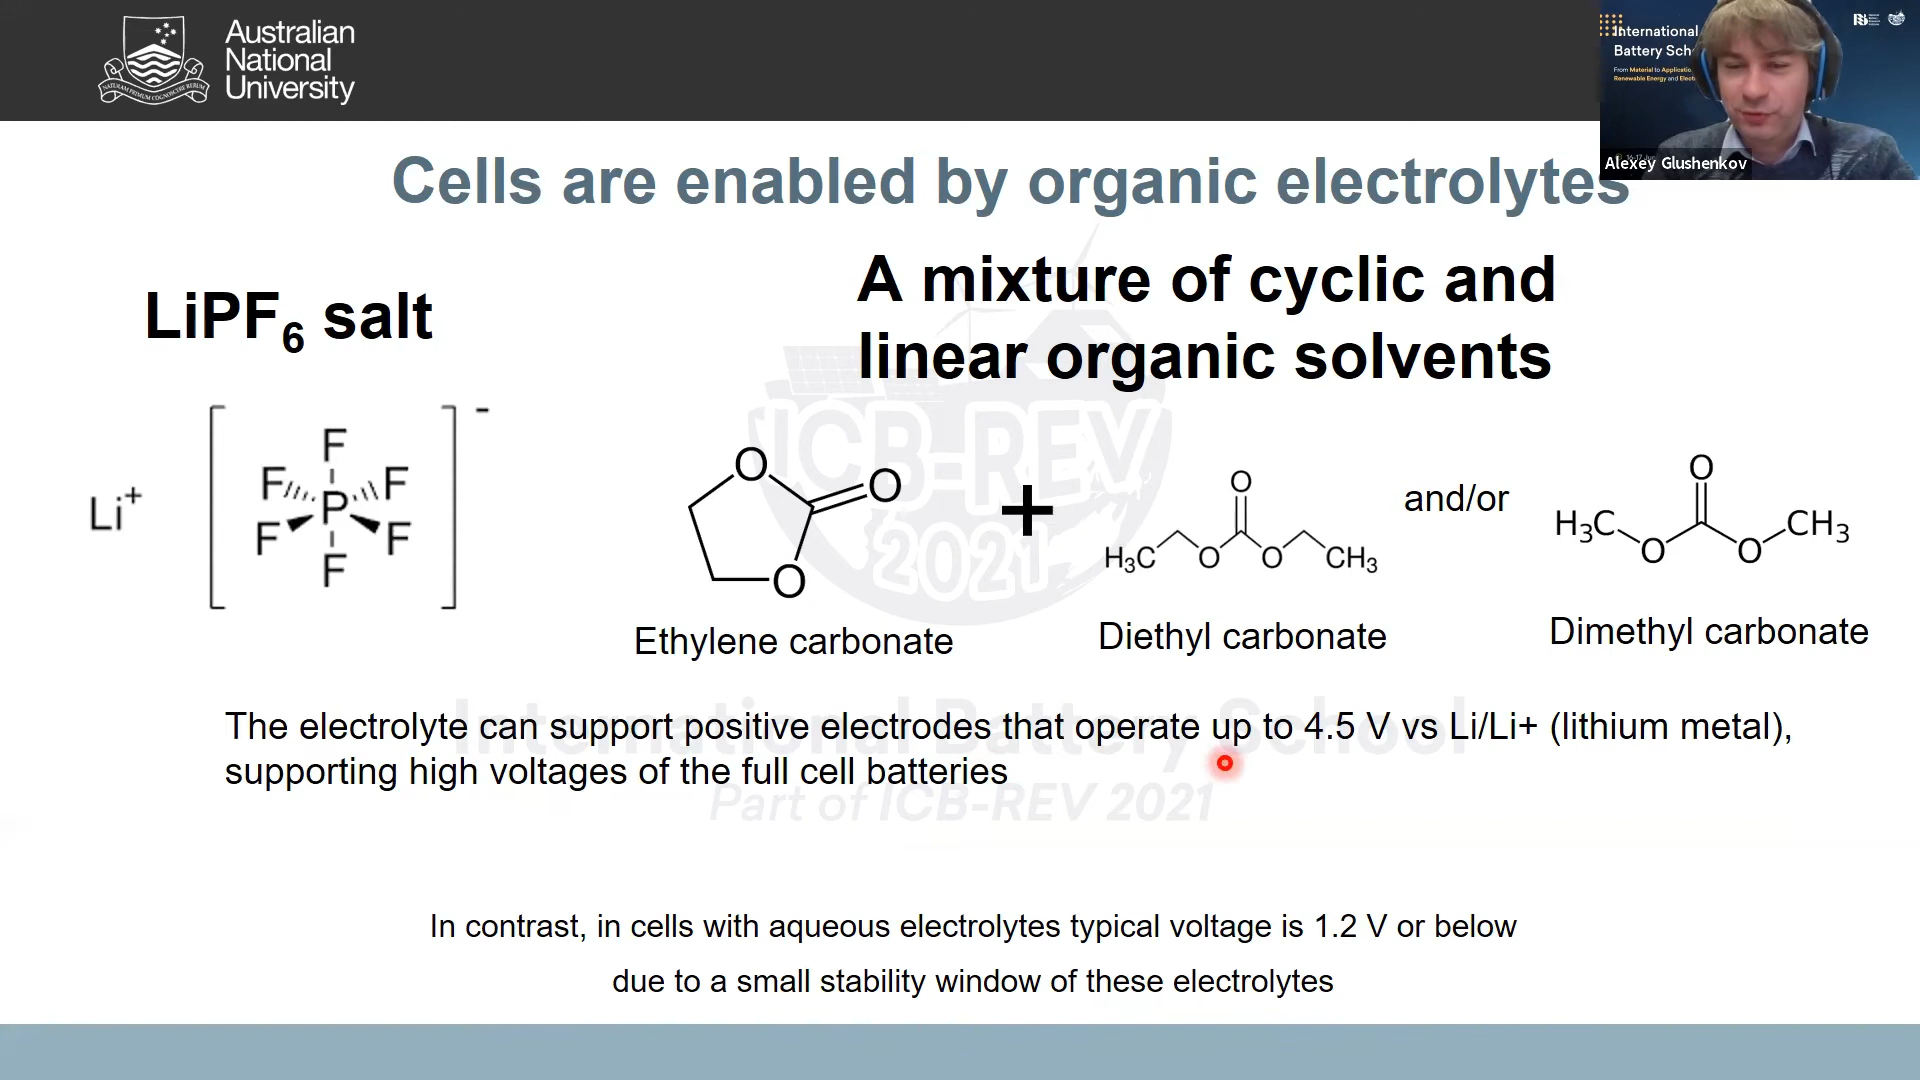 Australian
National
University
International
Battery Sch
From Material to Applicatio
Renewable Energy and Elect
Alexey Glushenkov
Cells are enabled by organic electrolytes
LiPF6 salt
A mixture of cyclic and
linear organic solvents
Li+
F
F F
P
F F
F
-
O
O
O
+
O
H3C O O CH3
and/or
O
H3C O O CH3
Ethylene carbonate
Diethyl carbonate
Dimethyl carbonate
The electrolyte can support positive electrodes that operate up to 4.5 V vs Li/Li+ (lithium metal),
supporting high voltages of the full cell batteries
In contrast, in cells with aqueous electrolytes typical voltage is 1.2 V or below
due to a small stability window of these electrolytes
ICB-REV
2021
International Battery School
Part of ICB-REV 2021